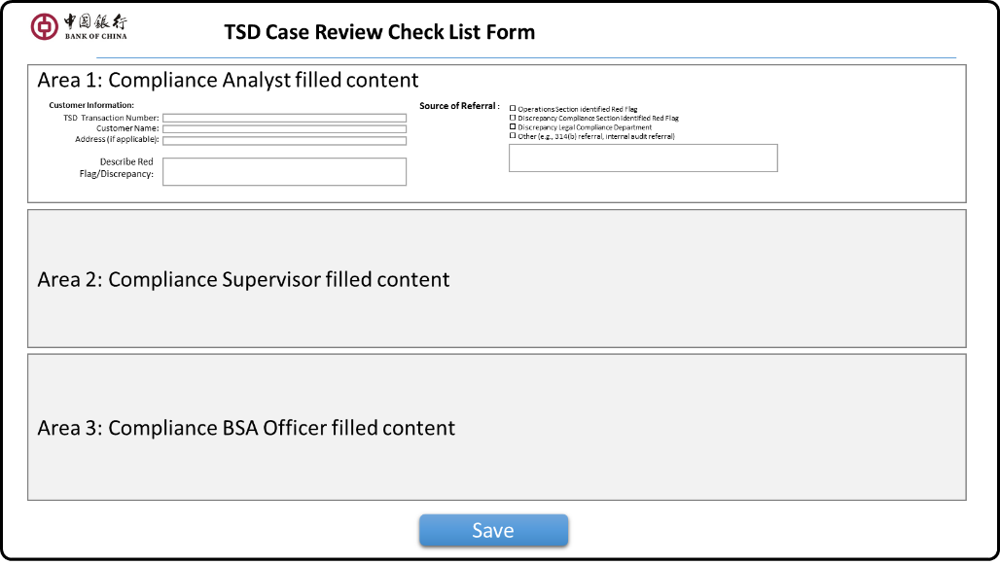 中国银行
BANK OF CHINA
TSD Case Review Check List Form
Area 1: Compliance Analyst filled content
Customer Information:
TSD Transaction Number:
Customer Name:
Address (if applicable):
Describe Red
Flag/Discrepancy:
Source of Referral :
Operations Section identified Red Flag
Discrepancy Compliance Section Identified Red Flag
Discrepancy Legal Compliance Department
Other (e.g., 314(b) referral, internal audit referral)
Area 2: Compliance Supervisor filled content
Area 3: Compliance BSA Officer filled content
Save